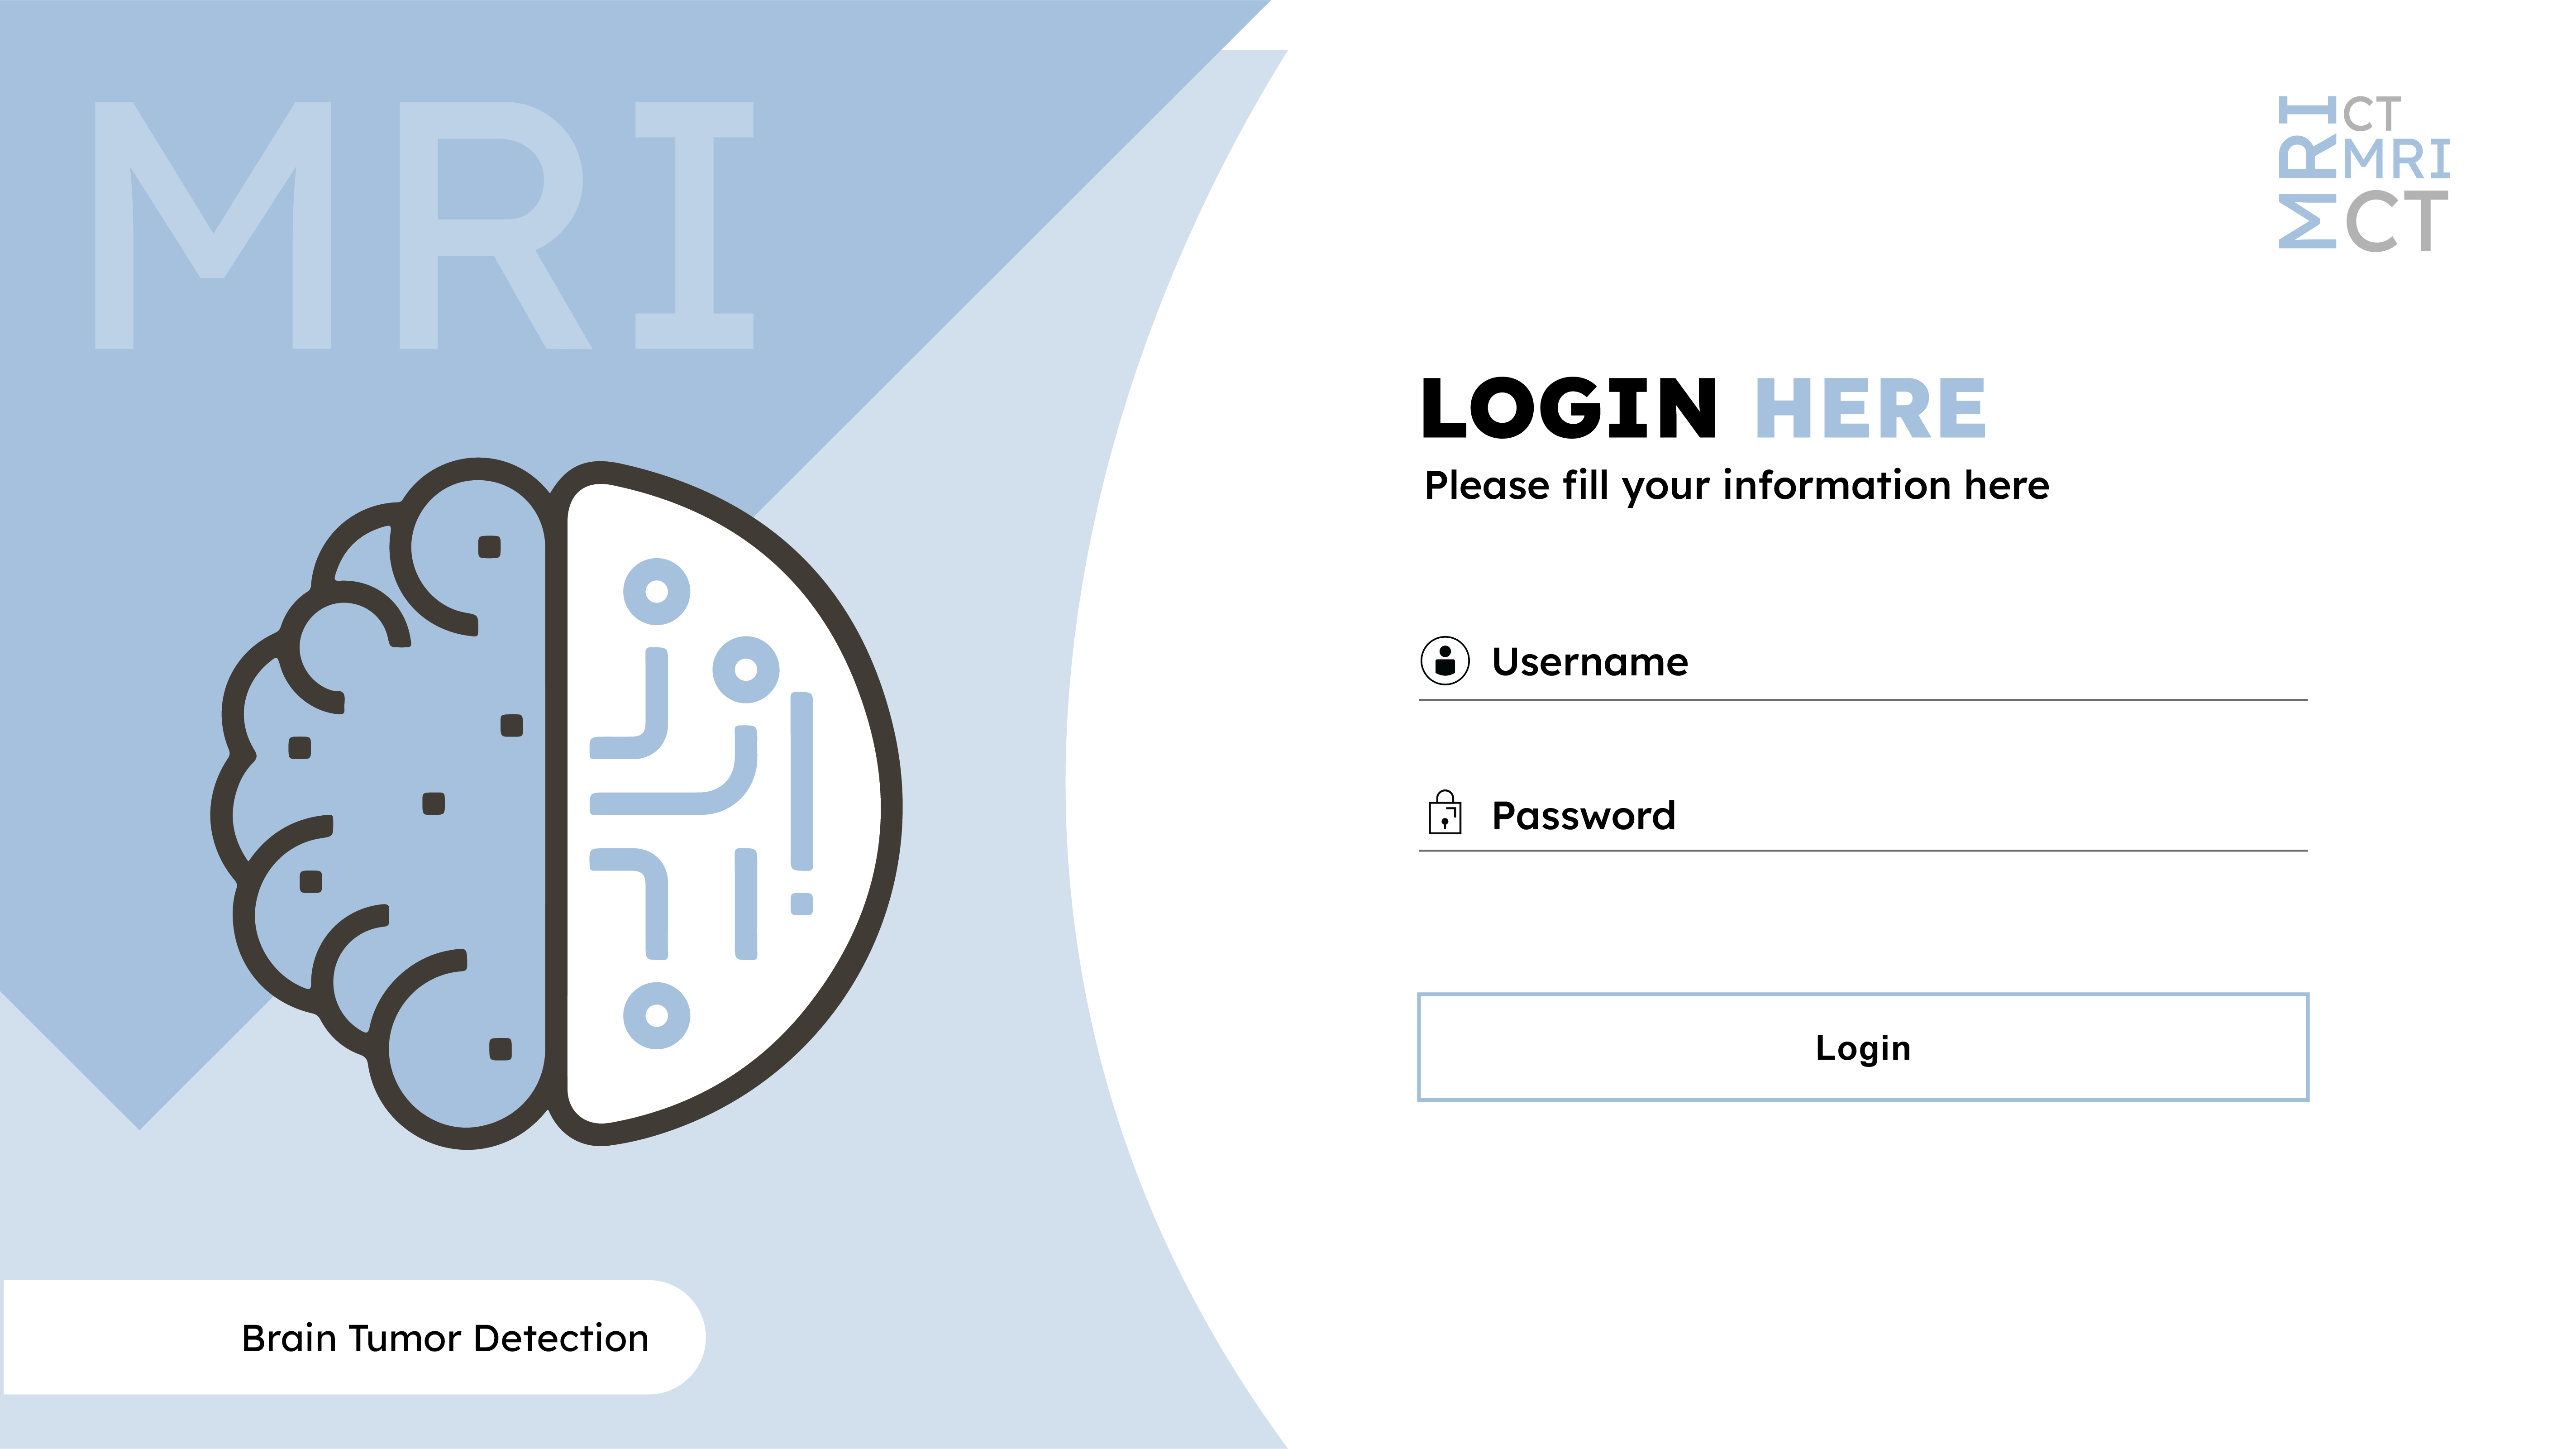 MRI
MRI
CT
MRI
CT
LOGIN HERE
Please fill your information here
Username
Password
Login
Brain Tumor Detection